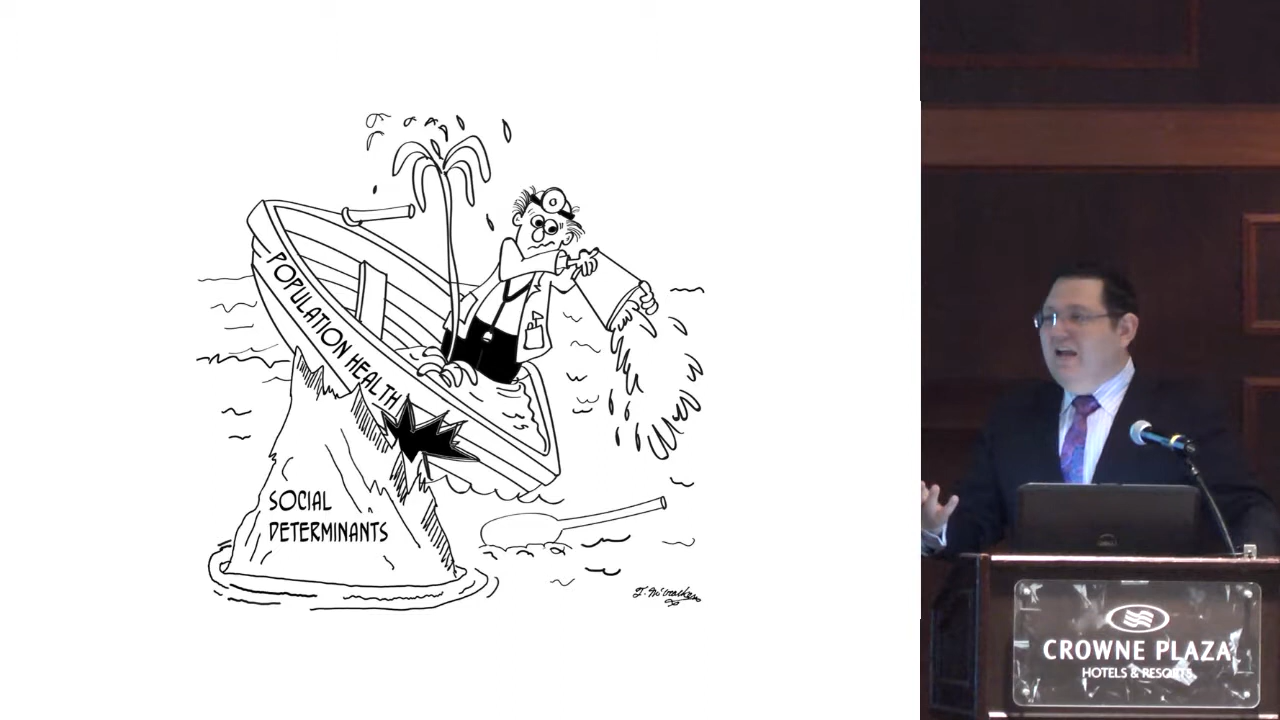 POPULATION HEALTH
SOCIAL
DETERMINANTS
CROWNE PLAZA
HOTELS & RESORTS